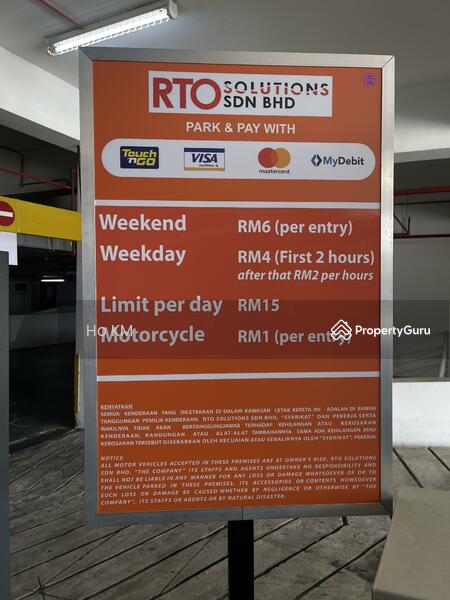 RTO SOLUTIONS
SDN BHD
PARK & PAY WITH
Touch 'n GO
VISA
mastercard
MyDebit
Weekend RM6 (per entry)
Weekday RM4 (First 2 hours)
after that RM2 per hours
Limit per day RM15
Motorcycle RM1 (per entry)
Ho KM
PropertyGuru
KENYATAAN
SEMUA KENDERAAN YANG DILETAKKAN DI DALAM KAWASAN LETAK KERETA INI ADALAH DI BAWAH
TANGGUNGAN PEMILIK KENDERAAN. RTO SOLUTIONS SDN BHD, "SYARIKAT" DAN PEKERJA SERTA
WAKILNYA TIDAK AKAN BERTANGGUNGJAWAB TERHADAP KEHILANGAN ATAU KEROSAKAN
KENDERAAN, KANDUNGAN ATAU ALAT-ALAT TAMBAHANNYA SAMA ADA KEHILANGAN ATAU
KEROSAKAN TERSEBUT DISEBABKAN OLEH KECUAIAN ATAU SEBALIKNYA OLEH "SYARIKAT", PEKERJA
NOTICE
ALL MOTOR VEHICLES ACCEPTED IN THESE PREMISES ARE AT OWNER'S RISK, RTO SOLUTIONS
SDN BHD, "THE COMPANY" ITS STAFFS AND AGENTS UNDERTAKE NO RESPONSIBILITY AND
SHALL NOT BE LIABLE IN ANY MANNER FOR ANY LOSS OR DAMAGE WHATSOEVER OF OR TO
THE VEHICLE PARKED IN THESE PREMISES, ITS ACCESSORIES OR CONTENTS HOWSOEVER
SUCH LOSS OR DAMAGE BE CAUSED WHETHER BY NEGLIGENCE OR OTHERWISE BY "THE
COMPANY", ITS STAFFS OR AGENTS OR BY NATURAL DISASTER.